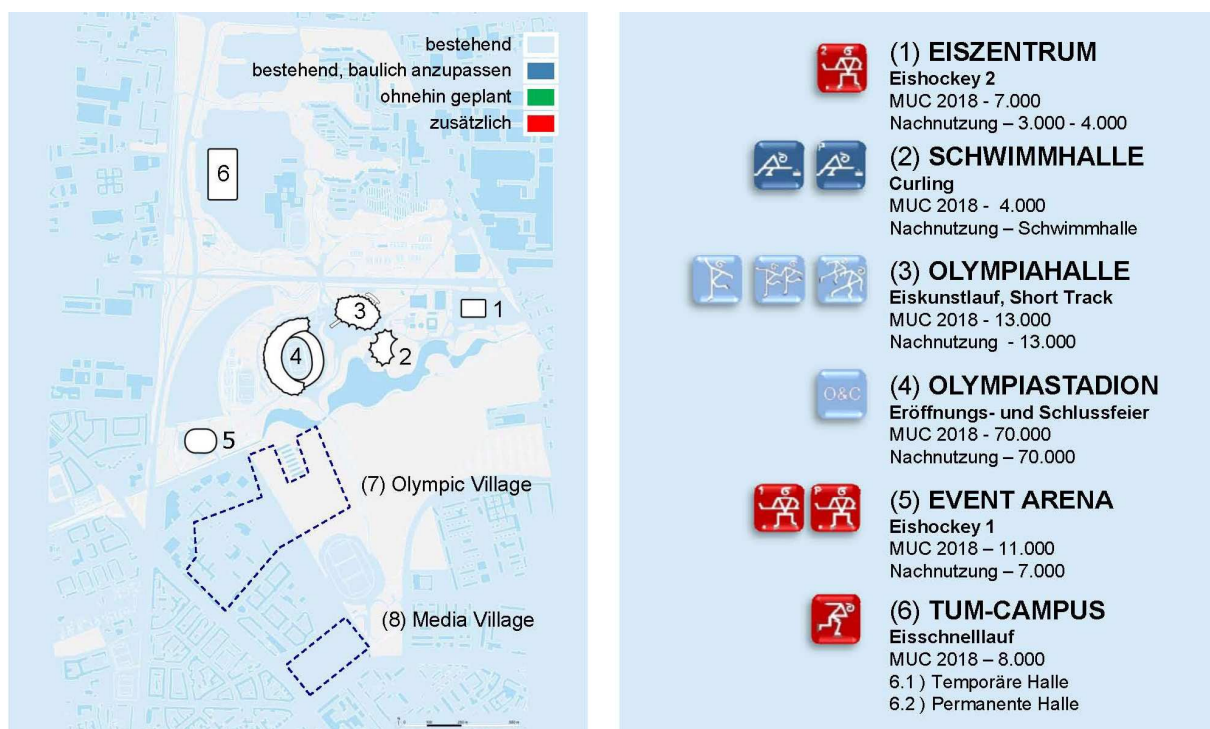 bestehend
bestehend, baulich anzupassen
ohnehin geplant
zusätzlich
6
1
3
2
4
5
(7) Olympic Village
(8) Media Village
2
(1) EISZENTRUM
Eishockey 2
MUC 2018 - 7.000
Nachnutzung – 3.000 - 4.000
P
(2) SCHWIMMHALLE
Curling
MUC 2018 - 4.000
Nachnutzung – Schwimmhalle
(3) OLYMPIAHALLE
Eiskunstlauf, Short Track
MUC 2018 - 13.000
Nachnutzung - 13.000
O&C
(4) OLYMPIASTADION
Eröffnungs- und Schlussfeier
MUC 2018 - 70.000
Nachnutzung – 70.000
1
P
(5) EVENT ARENA
Eishockey 1
MUC 2018 – 11.000
Nachnutzung – 7.000
(6) TUM-CAMPUS
Eisschnelllauf
MUC 2018 – 8.000
6.1 ) Temporäre Halle
6.2 ) Permanente Halle